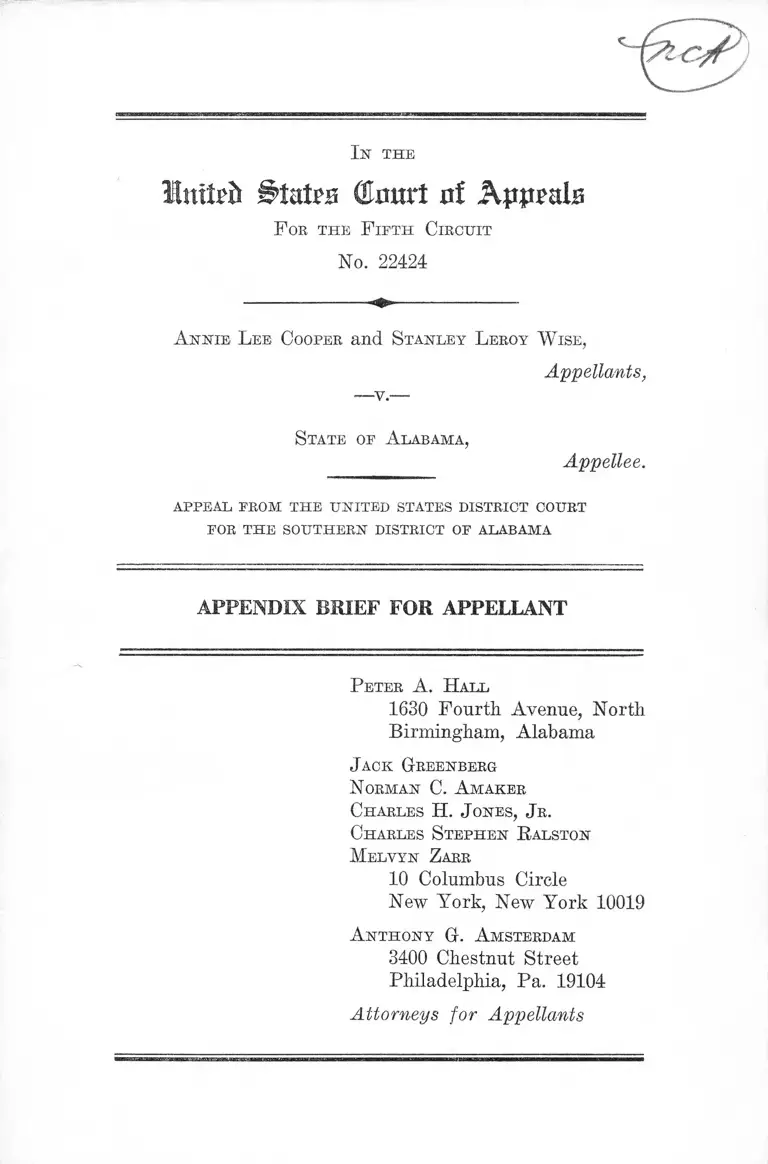 NCA
IN THE
United States Court of Appeals
FOR THE FIFTH CIRCUIT
No. 22424
ANNIE LEE COOPER and STANLEY LEROY WISE,
Appellants,
—v.—
STATE OF ALABAMA,
Appellee.
APPEAL FROM THE UNITED STATES DISTRICT COURT
FOR THE SOUTHERN DISTRICT OF ALABAMA
APPENDIX BRIEF FOR APPELLANT
PETER A. HALL
1630 Fourth Avenue, North
Birmingham, Alabama
JACK GREENBERG
NORMAN C. AMAKER
CHARLES H. JONES, JR.
CHARLES STEPHEN RALSTON
MELVYN ZARR
10 Columbus Circle
New York, New York 10019
ANTHONY G. AMSTERDAM
3400 Chestnut Street
Philadelphia, Pa. 19104
Attorneys for Appellants